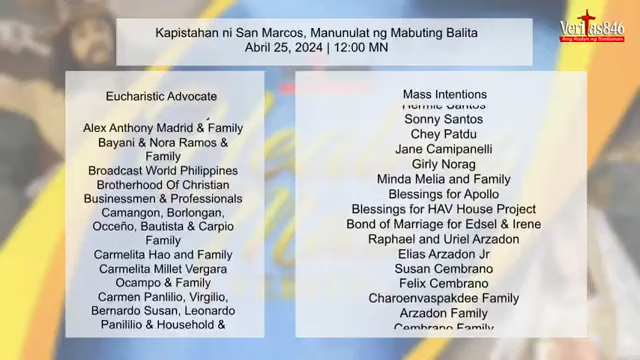 Kapistahan ni San Marcos, Manunulat ng Mabuting Balita
Abril 25, 2024 | 12:00 MN
Veritas846
Ang Radyo ng Simbahan
Eucharistic Advocate
Alex Anthony Madrid & Family
Bayani & Nora Ramos &
Family
Broadcast World Philippines
Brotherhood Of Christian
Businessmen & Professionals
Camangon, Borlongan,
Occeño, Bautista & Carpio
Family
Carmelita Hao and Family
Carmelita Millet Vergara
Ocampo & Family
Carmen Panlilio, Virgilio,
Bernardo Susan, Leonardo
Panililio & Household &
Mass Intentions
Hermie Santos
Sonny Santos
Chey Patdu
Jane Camipanelli
Girly Norag
Minda Melia and Family
Blessings for Apollo
Blessings for HAV House Project
Bond of Marriage for Edsel & Irene
Raphael and Uriel Arzadon
Elias Arzadon Jr
Susan Cembrano
Felix Cembrano
Charoenvaspakdee Family
Arzadon Family
Cembrano Family